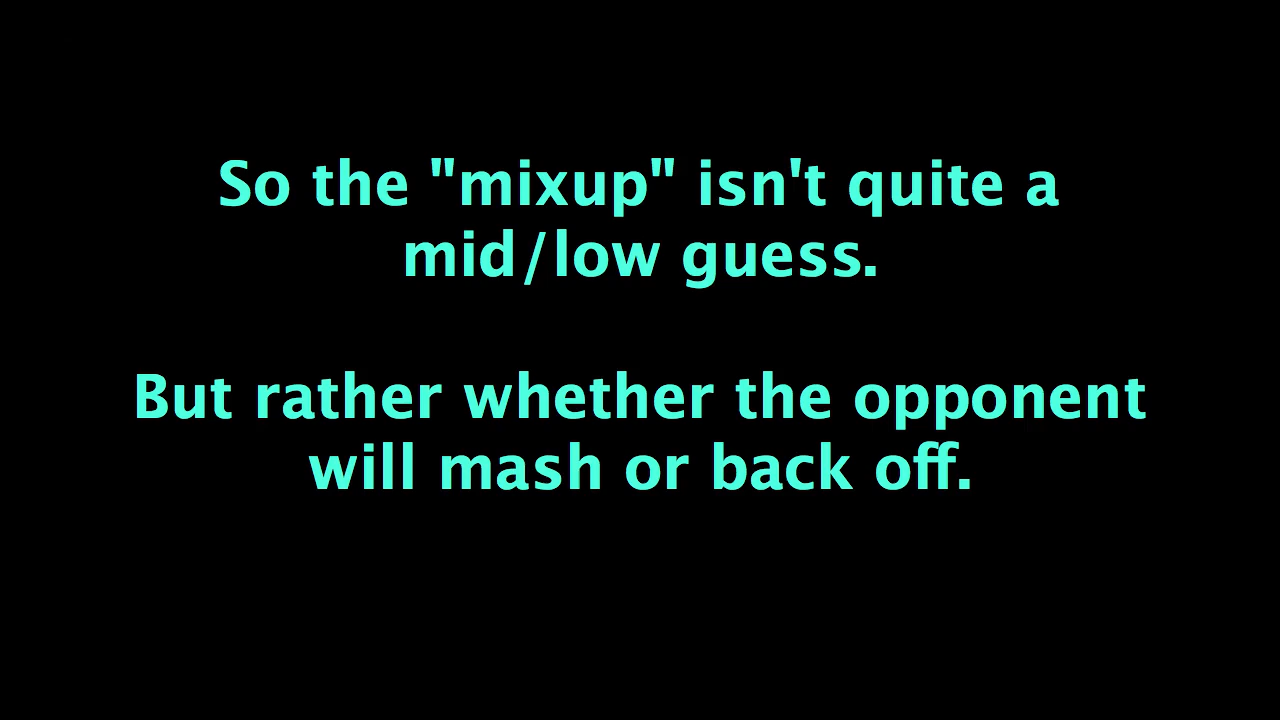 So the "mixup" isn't quite a
mid/low guess.
But rather whether the opponent
will mash or back off.